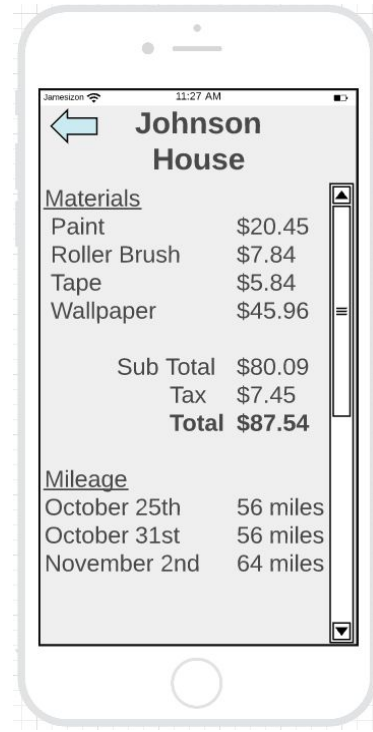 Jamesizon 11:27 AM
Johnson
House
Materials
Paint $20.45
Roller Brush $7.84
Tape $5.84
Wallpaper $45.96
Sub Total $80.09
Tax $7.45
Total $87.54
Mileage
October 25th 56 miles
October 31st 56 miles
November 2nd 64 miles